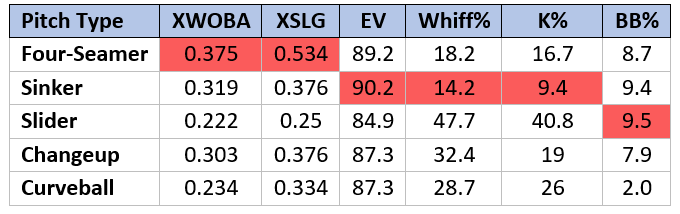 Pitch Type XWOBA XSLG EV Whiff% K% BB%
Four-Seamer 0.375 0.534 89.2 18.2 16.7 8.7
Sinker 0.319 0.376 90.2 14.2 9.4 9.4
Slider 0.222 0.25 84.9 47.7 40.8 9.5
Changeup 0.303 0.376 87.3 32.4 19 7.9
Curveball 0.234 0.334 87.3 28.7 26 2.0